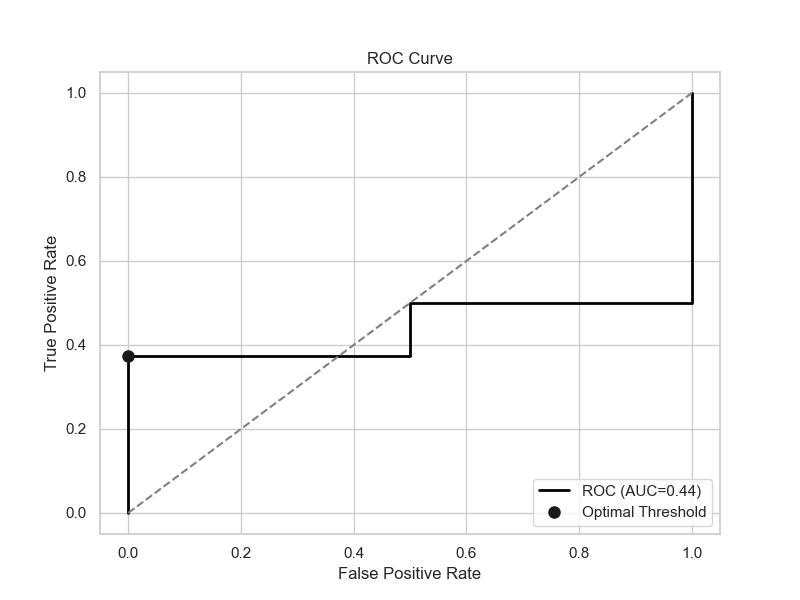 ROC Curve
True Positive Rate
1.0
0.8
0.6
0.4
0.2
0.0
0.0 0.2 0.4 0.6 0.8 1.0
False Positive Rate
ROC (AUC=0.44)
Optimal Threshold